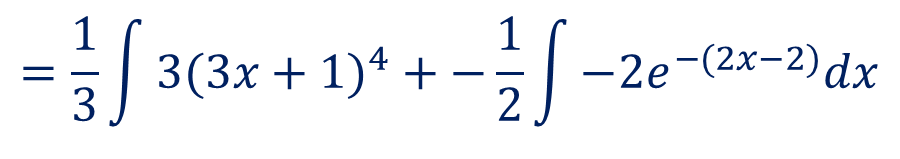 = 1/3 ∫ 3(3x + 1)⁴ + − 1/2 ∫ −2e^−(2x−2) dx